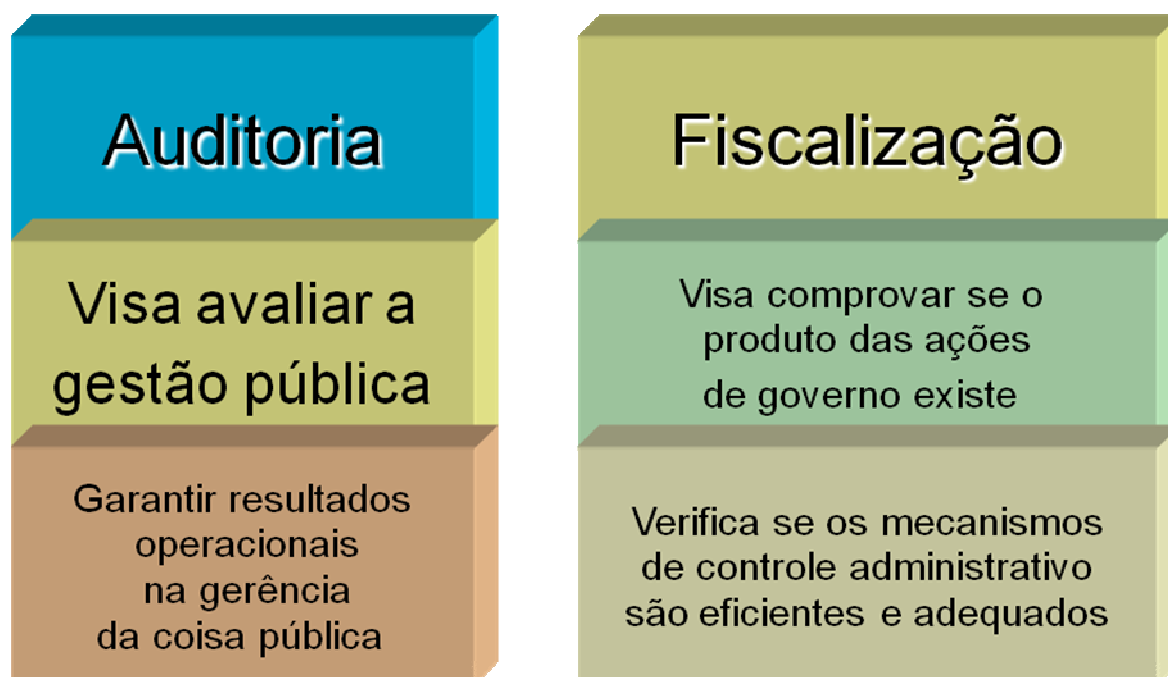 Auditoria
Visa avaliar a
gestão pública
Garantir resultados
operacionais
na gerência
da coisa pública
Fiscalização
Visa comprovar se o
produto das ações
de governo existe
Verifica se os mecanismos
de controle administrativo
são eficientes e adequados